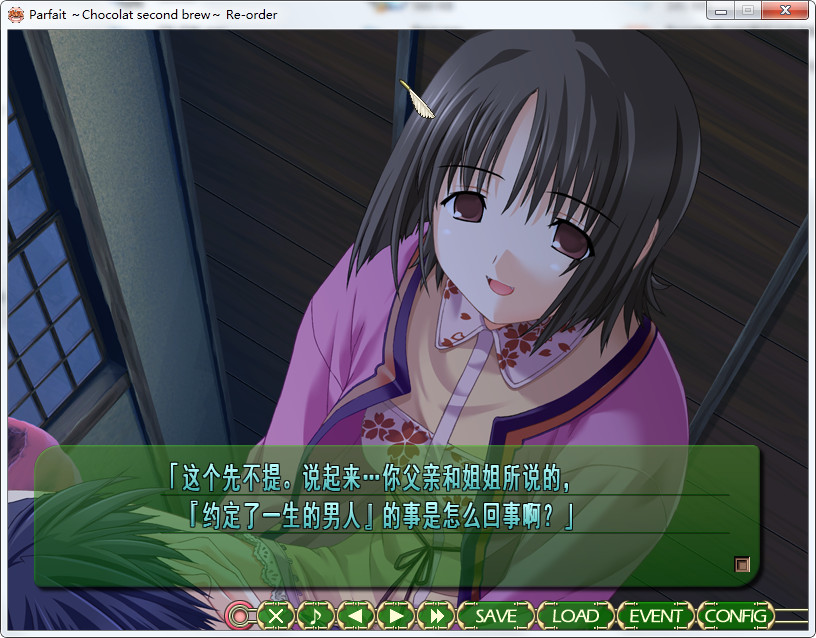 Parfait ~Chocolat second brew~ Re-order
「这个先不提。说起来…你父亲和姐姐所说的,
『约定了一生的男人』的事是怎么回事啊?」
SAVE LOAD EVENT CONFIG